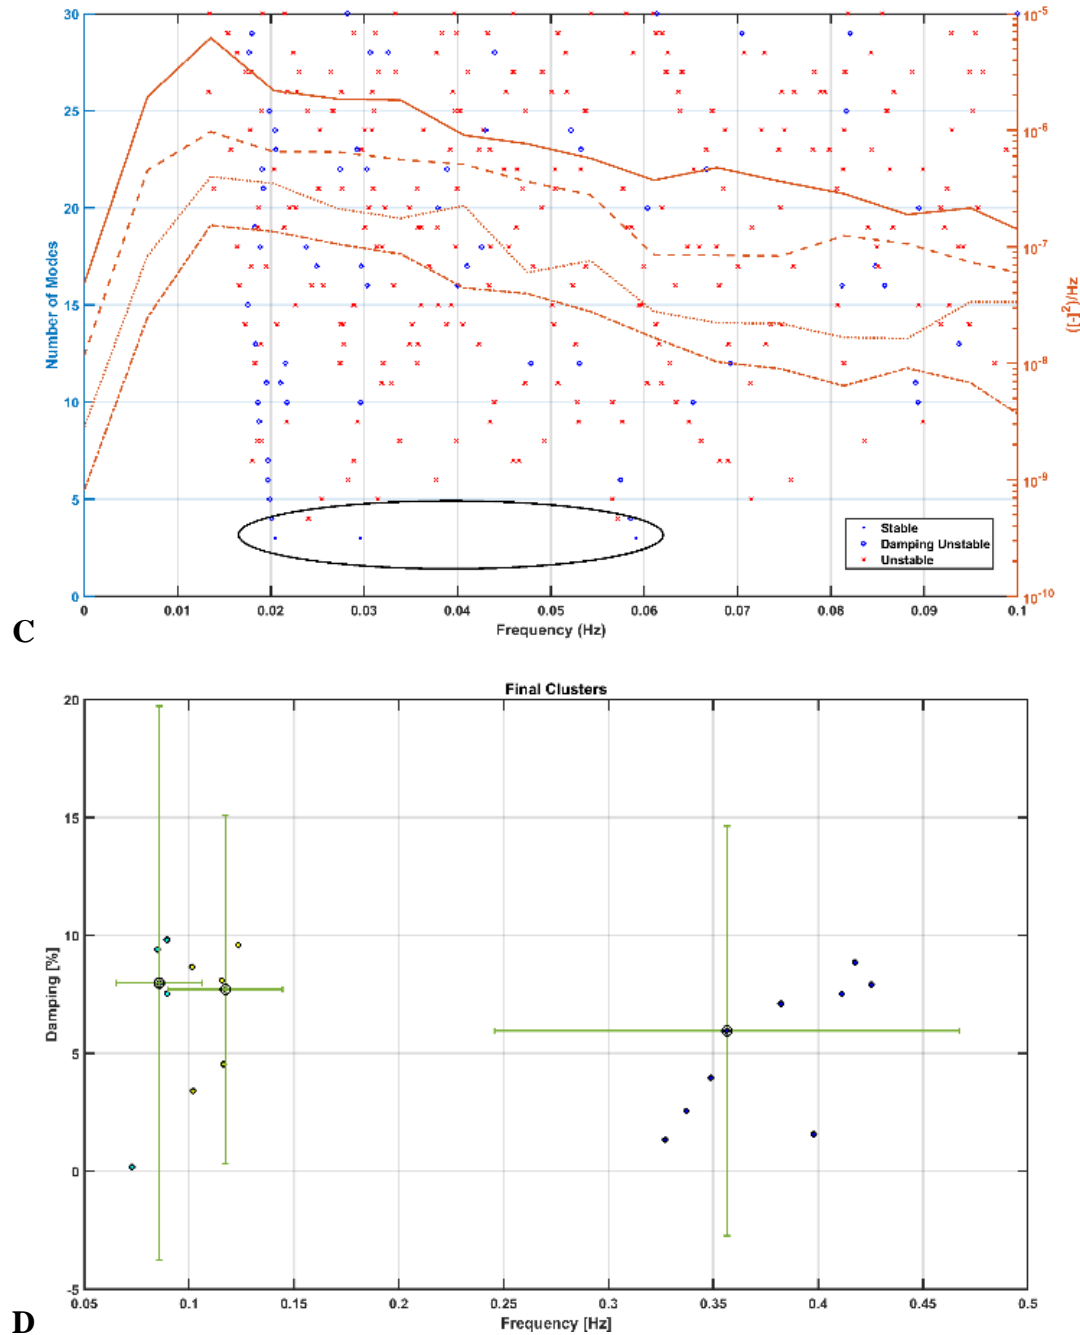 30
25
20
15
10
5
0
Number of Modes
10-5
10-6
10-7
10-8
10-9
10-10
([-]2)/Hz
Stable
Damping Unstable
Unstable
0 0.01 0.02 0.03 0.04 0.05 0.06 0.07 0.08 0.09 0.1
Frequency (Hz)
C
Final Clusters
20
15
10
5
0
-5
Damping [%]
0.05 0.1 0.15 0.2 0.25 0.3 0.35 0.4 0.45 0.5
Frequency [Hz]
D